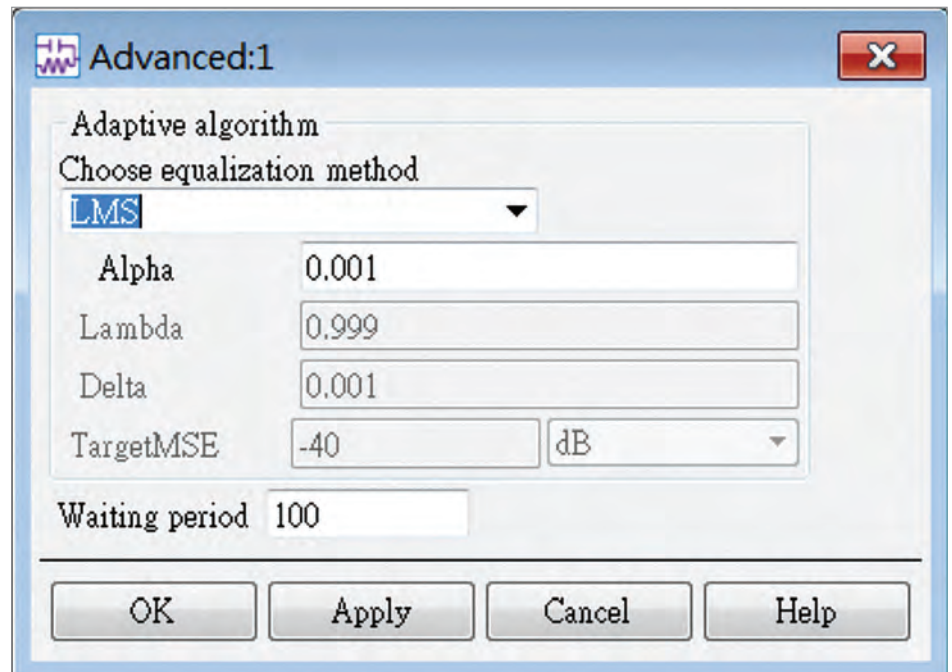 Advanced:1
Adaptive algorithm
Choose equalization method
LMS
Alpha 0.001
Lambda 0.999
Delta 0.001
TargetMSE -40 dB
Waiting period 100
OK Apply Cancel Help